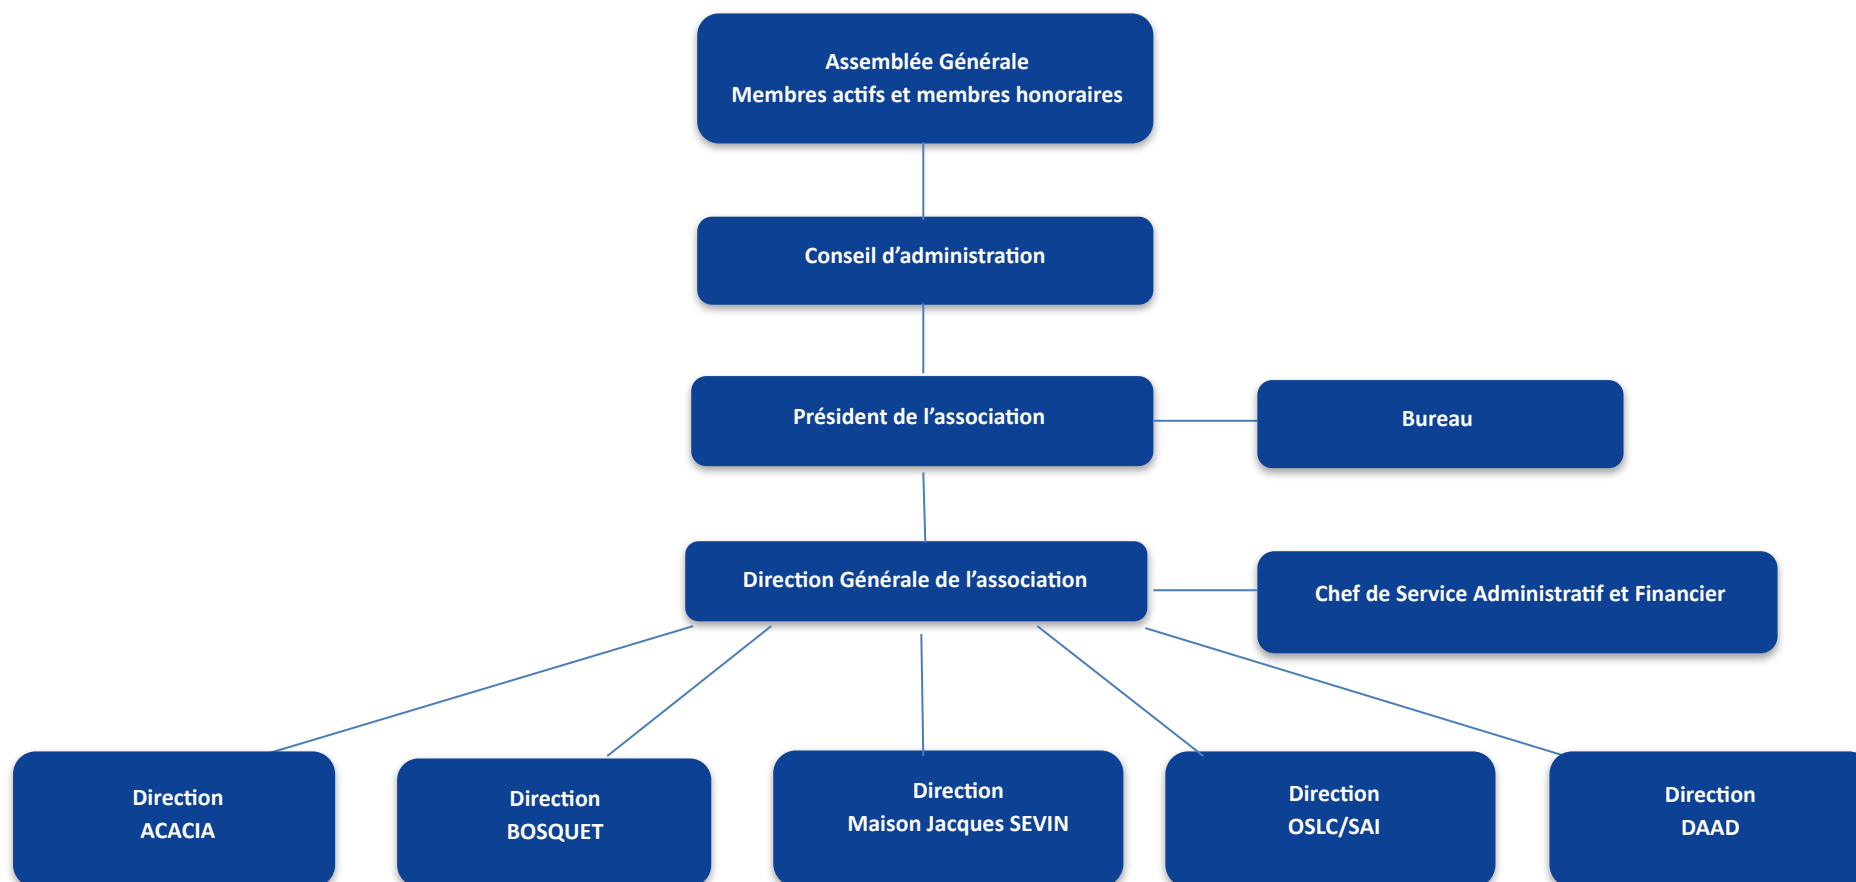 Assemblée Générale
Membres actifs et membres honoraires
Conseil d’administration
Président de l’association
Bureau
Direction Générale de l’association
Chef de Service Administratif et Financier
Direction
ACACIA
Direction
BOSQUET
Direction
Maison Jacques SEVIN
Direction
OSLC/SAI
Direction
DAAD